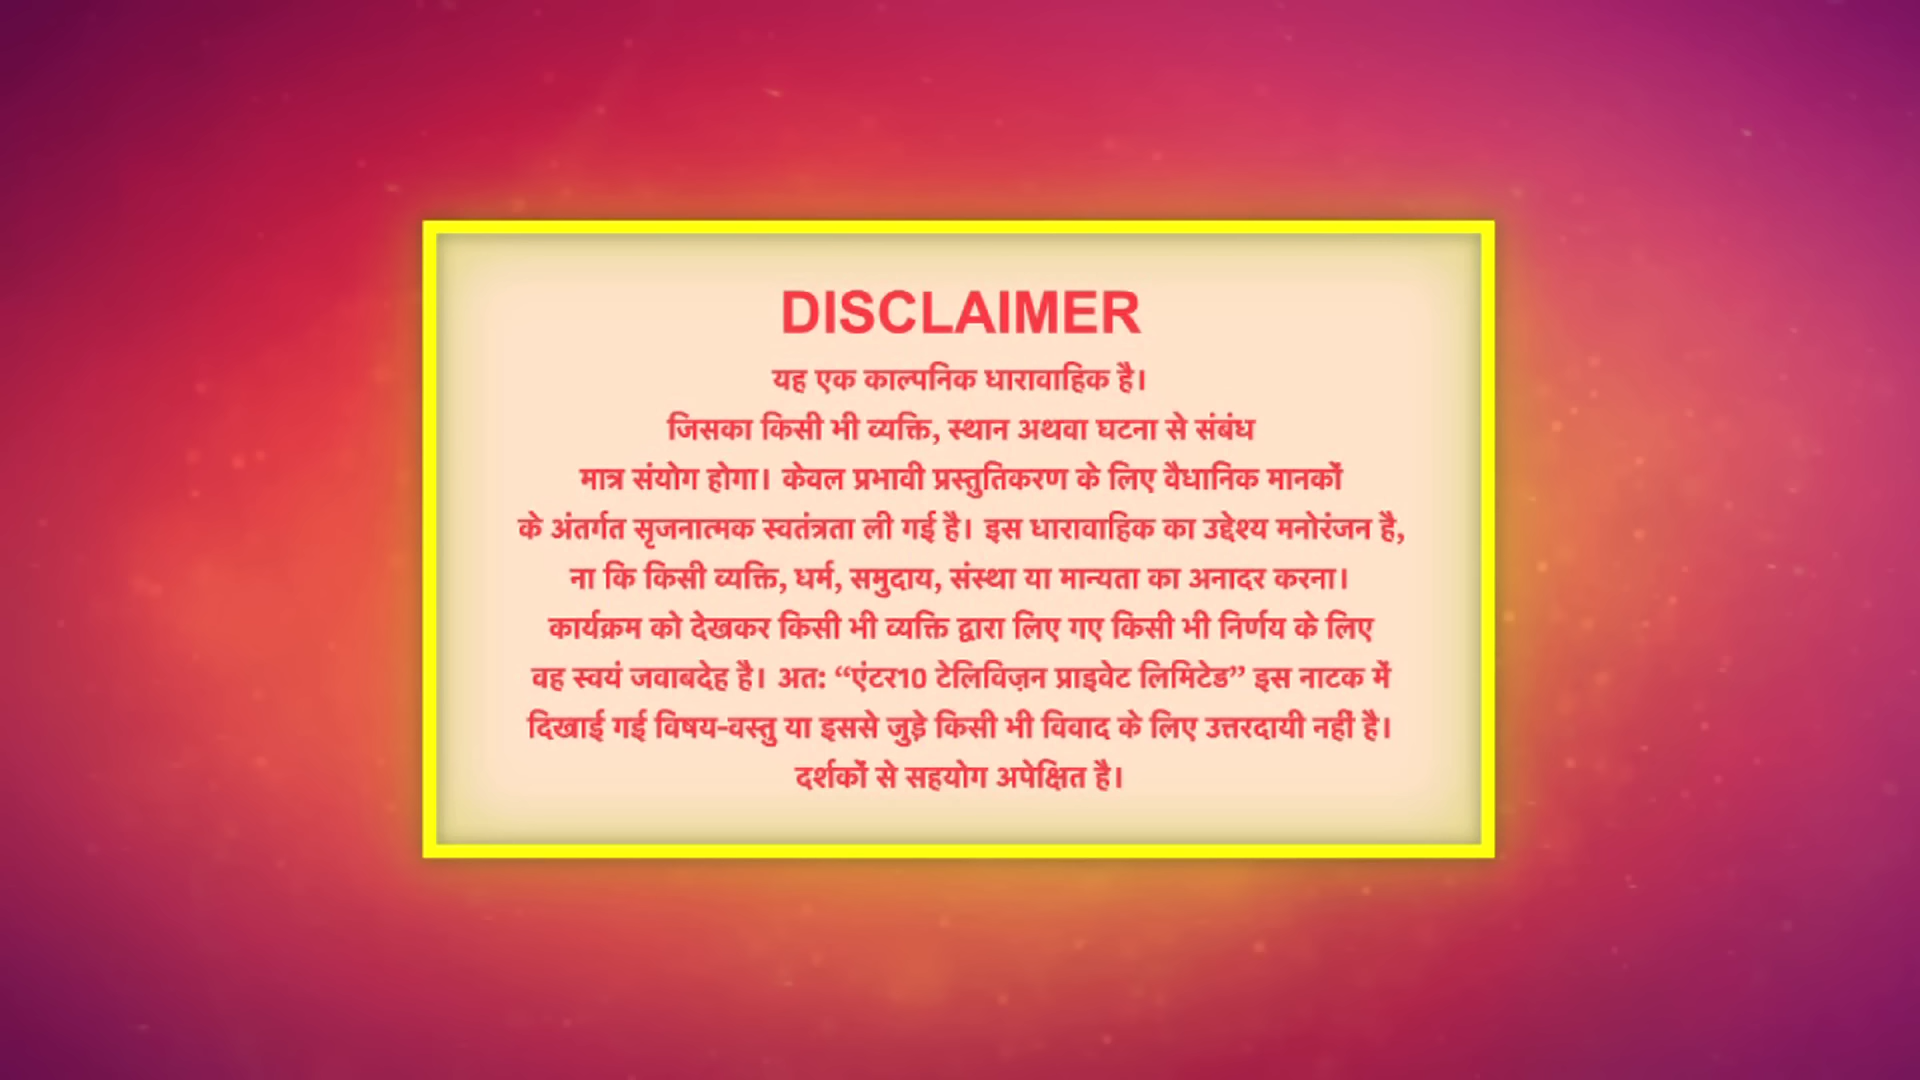 DISCLAIMER
यह एक काल्पनिक धारावाहिक है।
जिसका किसी भी व्यक्ति, स्थान अथवा घटना से संबंध
मात्र संयोग होगा। केवल प्रभावी प्रस्तुतिकरण के लिए वैधानिक मानकों
के अंतर्गत सृजनात्मक स्वतंत्रता ली गई है। इस धारावाहिक का उद्देश्य मनोरंजन है,
ना कि किसी व्यक्ति, धर्म, समुदाय, संस्था या मान्यता का अनादर करना।
कार्यक्रम को देखकर किसी भी व्यक्ति द्वारा लिए गए किसी भी निर्णय के लिए
वह स्वयं जवाबदेह है। अत: “एंटर10 टेलिविज़न प्राइवेट लिमिटेड” इस नाटक में
दिखाई गई विषय-वस्तु या इससे जुड़े किसी भी विवाद के लिए उत्तरदायी नहीं है।
दर्शकों से सहयोग अपेक्षित है।